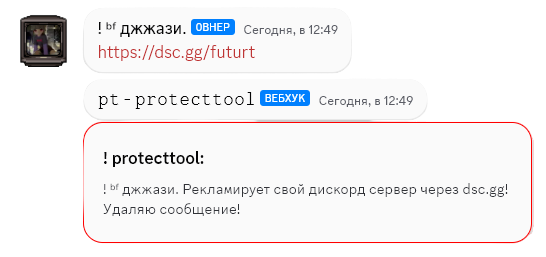 ! ᵇᶠ джжази. ОВНЕР Сегодня, в 12:49
https://dsc.gg/futurt
pt-protecttool ВЕБХУК Сегодня, в 12:49
! protecttool:
! ᵇᶠ джжази. Рекламирует свой дискорд сервер через dsc.gg!
Удаляю сообщение!